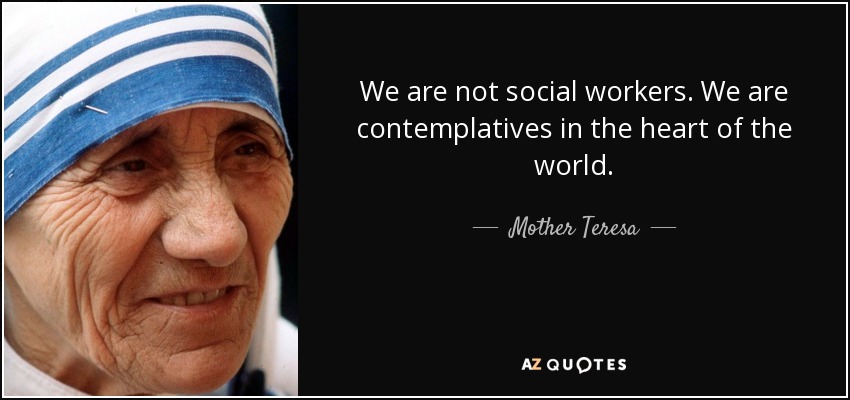 We are not social workers. We are
contemplatives in the heart of the
world.
Mother Teresa
AZ QUOTES